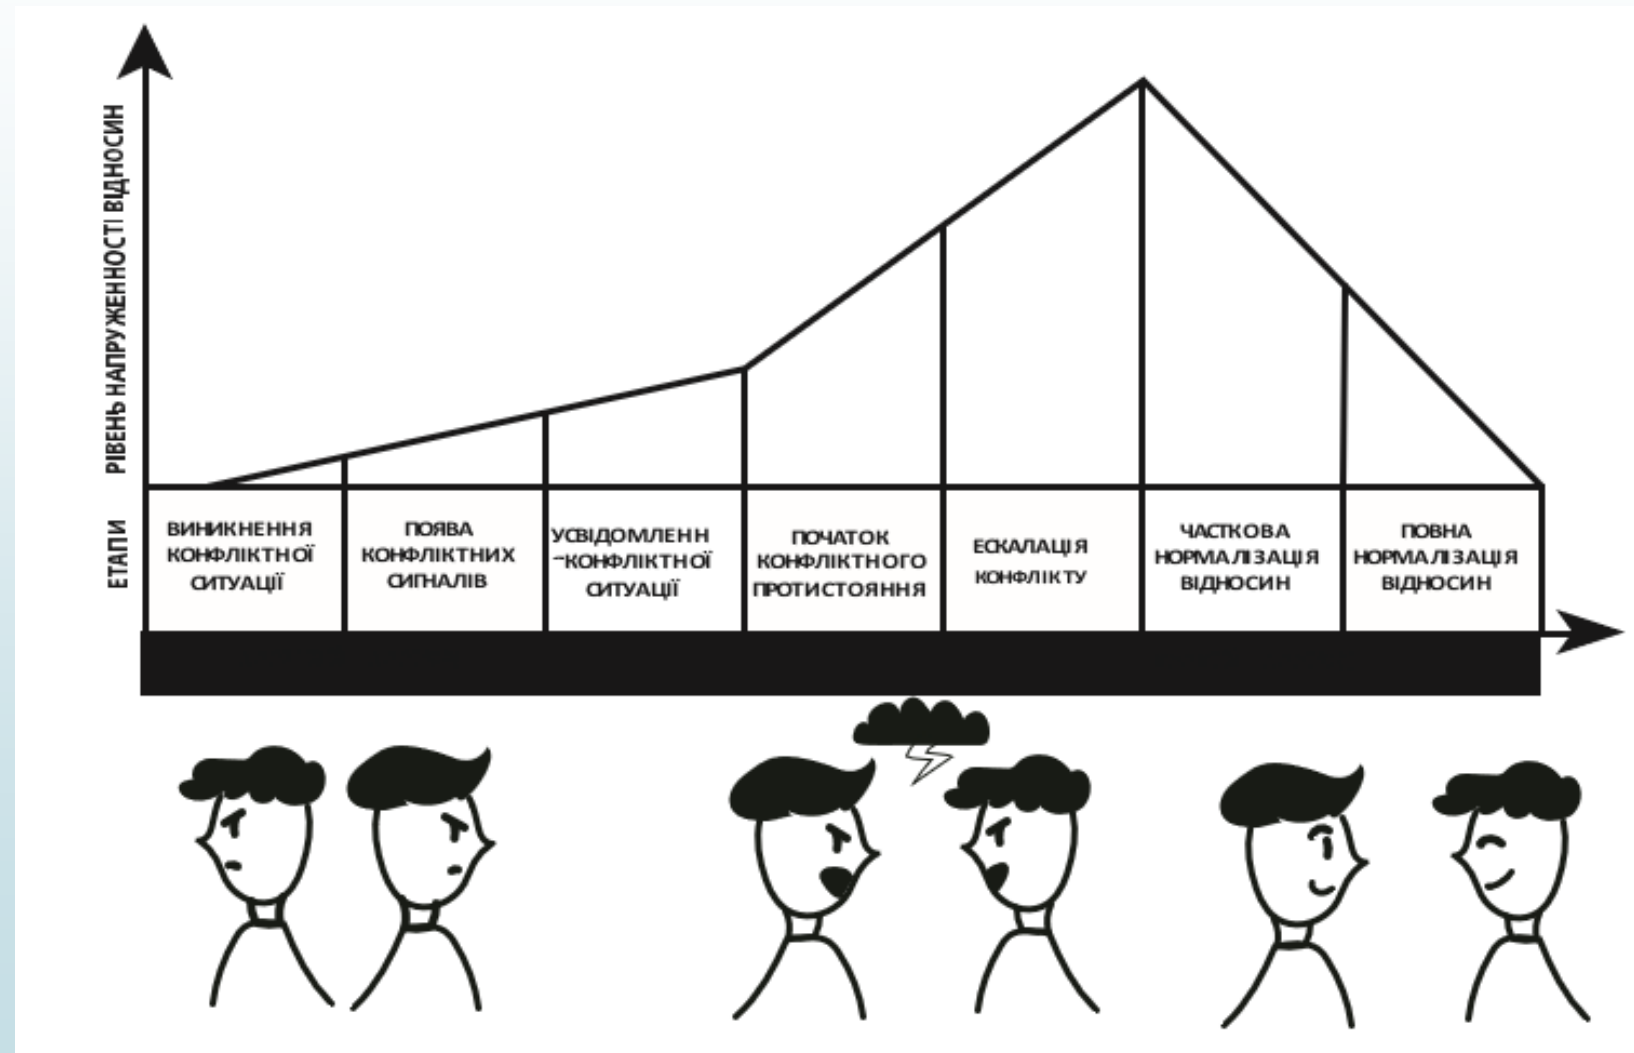 РІВЕНЬ НАПРУЖЕННОСТІ ВІДНОСИН
ЕТАПИ
ВИНИКНЕННЯ
КОНФЛІКТНОЇ
СИТУАЦІЇ
ПОЯВА
КОНФЛІКТНИХ
СИГНАЛІВ
УСВІДОМЛЕНН
КОНФЛІКТНОЇ
СИТУАЦІЇ
ПОЧАТОК
КОНФЛІКТНОГО
ПРОТИСТОЯННЯ
ЕСКАЛАЦІЯ
КОНФЛІКТУ
ЧАСТКОВА
НОРМАЛІЗАЦІЯ
ВІДНОСИН
ПОВНА
НОРМАЛІЗАЦІЯ
ВІДНОСИН